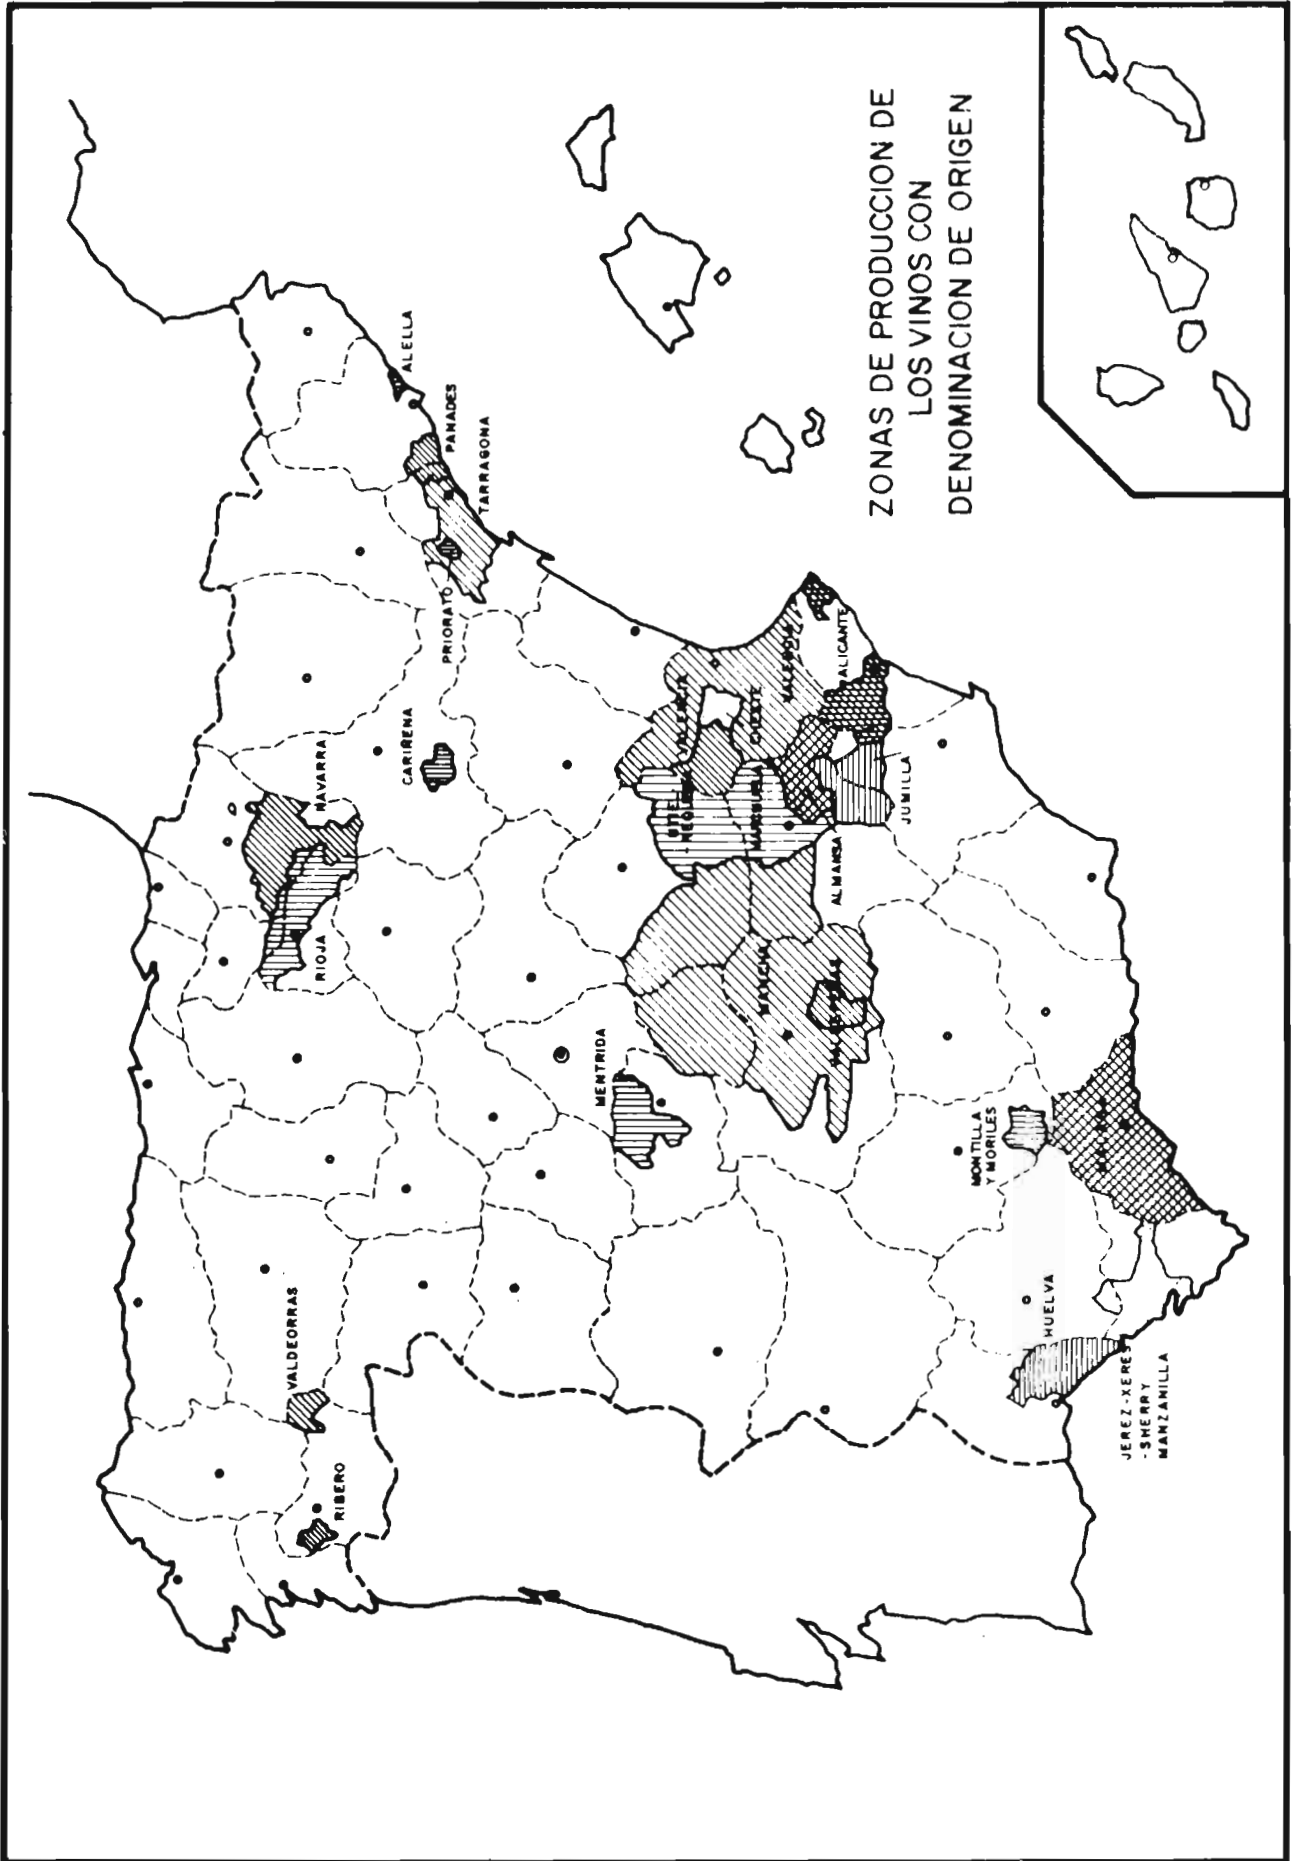 ZONAS DE PRODUCCION DE
LOS VINOS CON
DENOMINACION DE ORIGEN
RIBERO
VALDEORRAS
RIOJA
NAVARRA
CARIÑENA
PRIORATO
TARRAGONA
PANADES
ALELLA
MENTRIDA
MANCHA
ALMANSA
VALENCIA
CHESTE
VALENCIA
ALICANTE
JUMILLA
MONTILLA
Y MORILES
HUELVA
JEREZ-XERES
-SHERRY
MANZANILLA